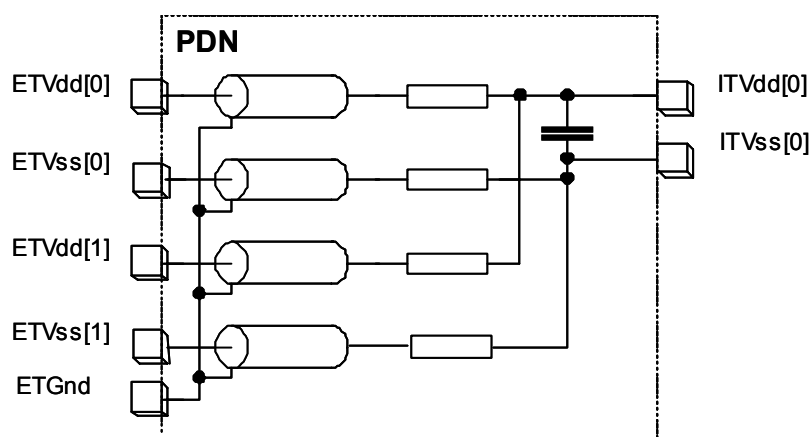 PDN
ETVdd[0]
ITVdd[0]
ITVss[0]
ETVss[0]
ETVdd[1]
ETVss[1]
ETGnd